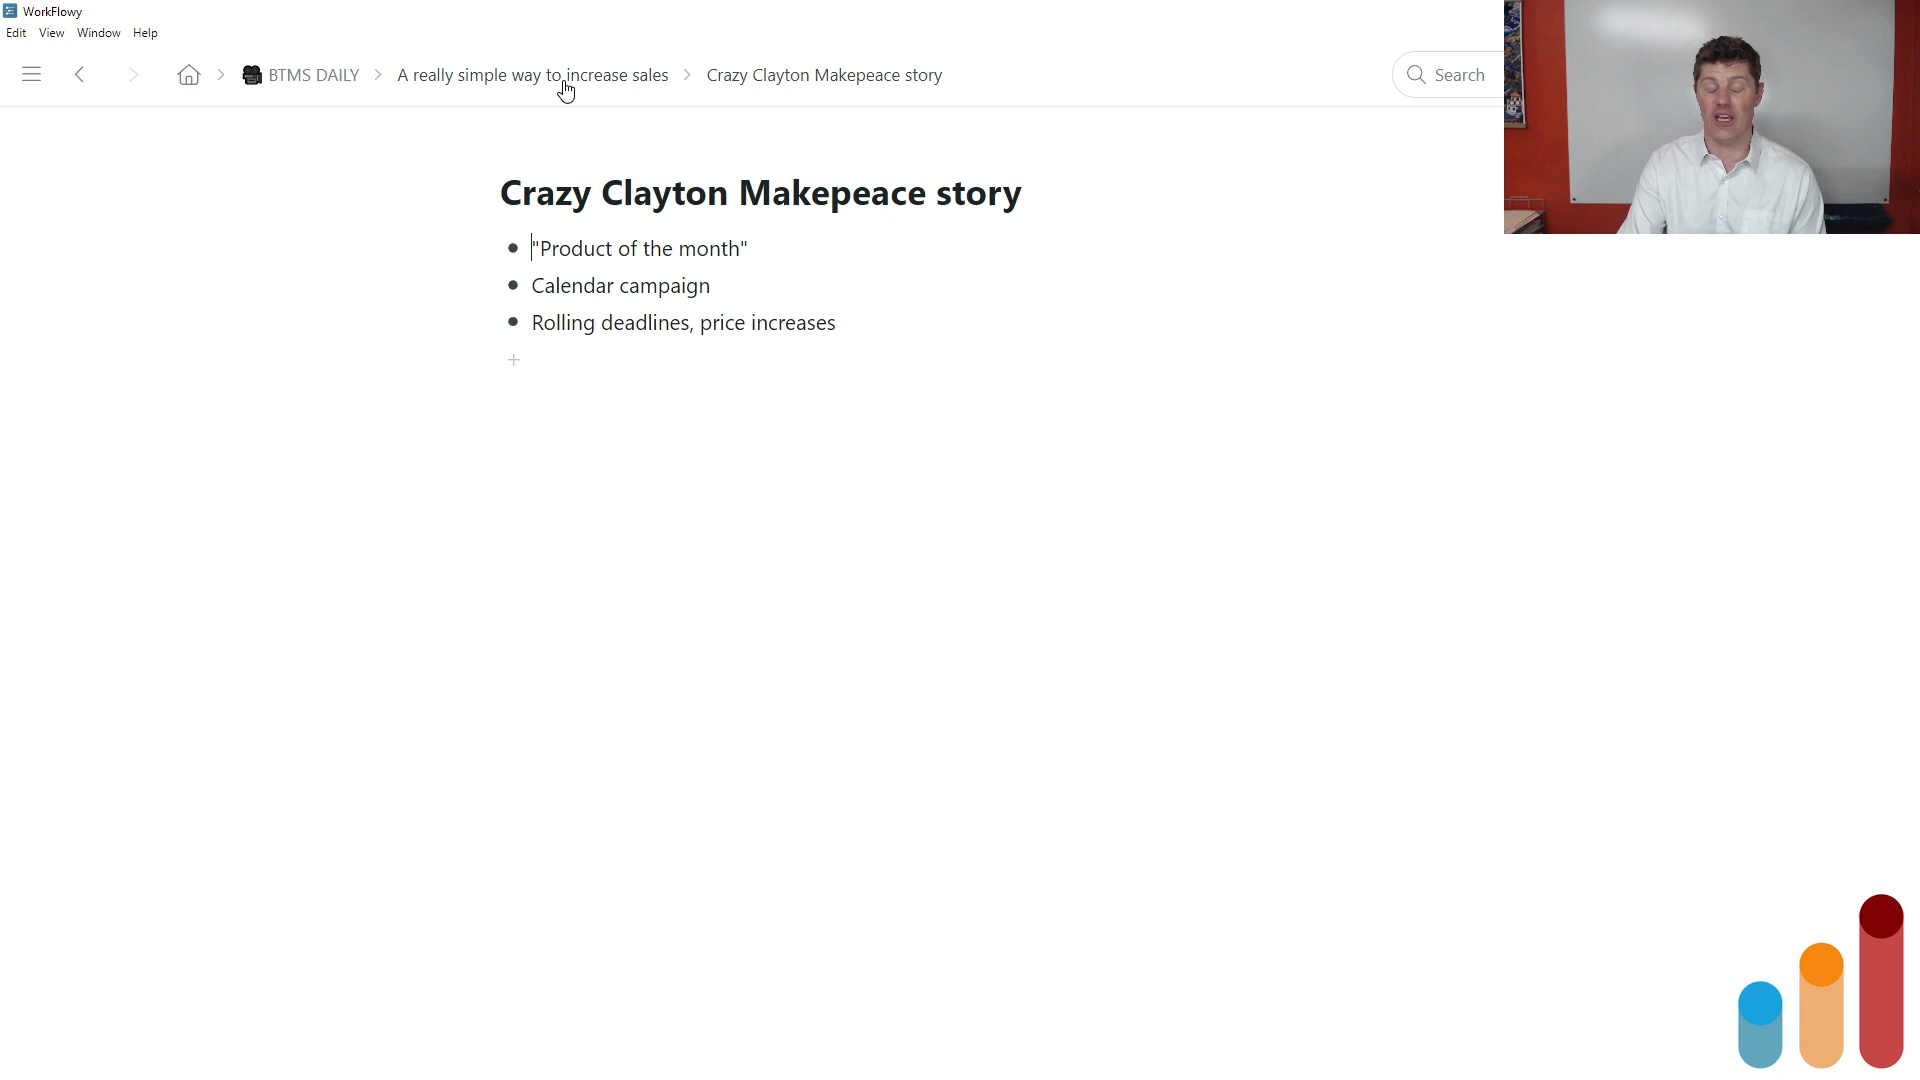 WorkFlowy
Edit View Window Help
BTMS DAILY A really simple way to increase sales Crazy Clayton Makepeace story Search
Crazy Clayton Makepeace story
"Product of the month"
Calendar campaign
Rolling deadlines, price increases